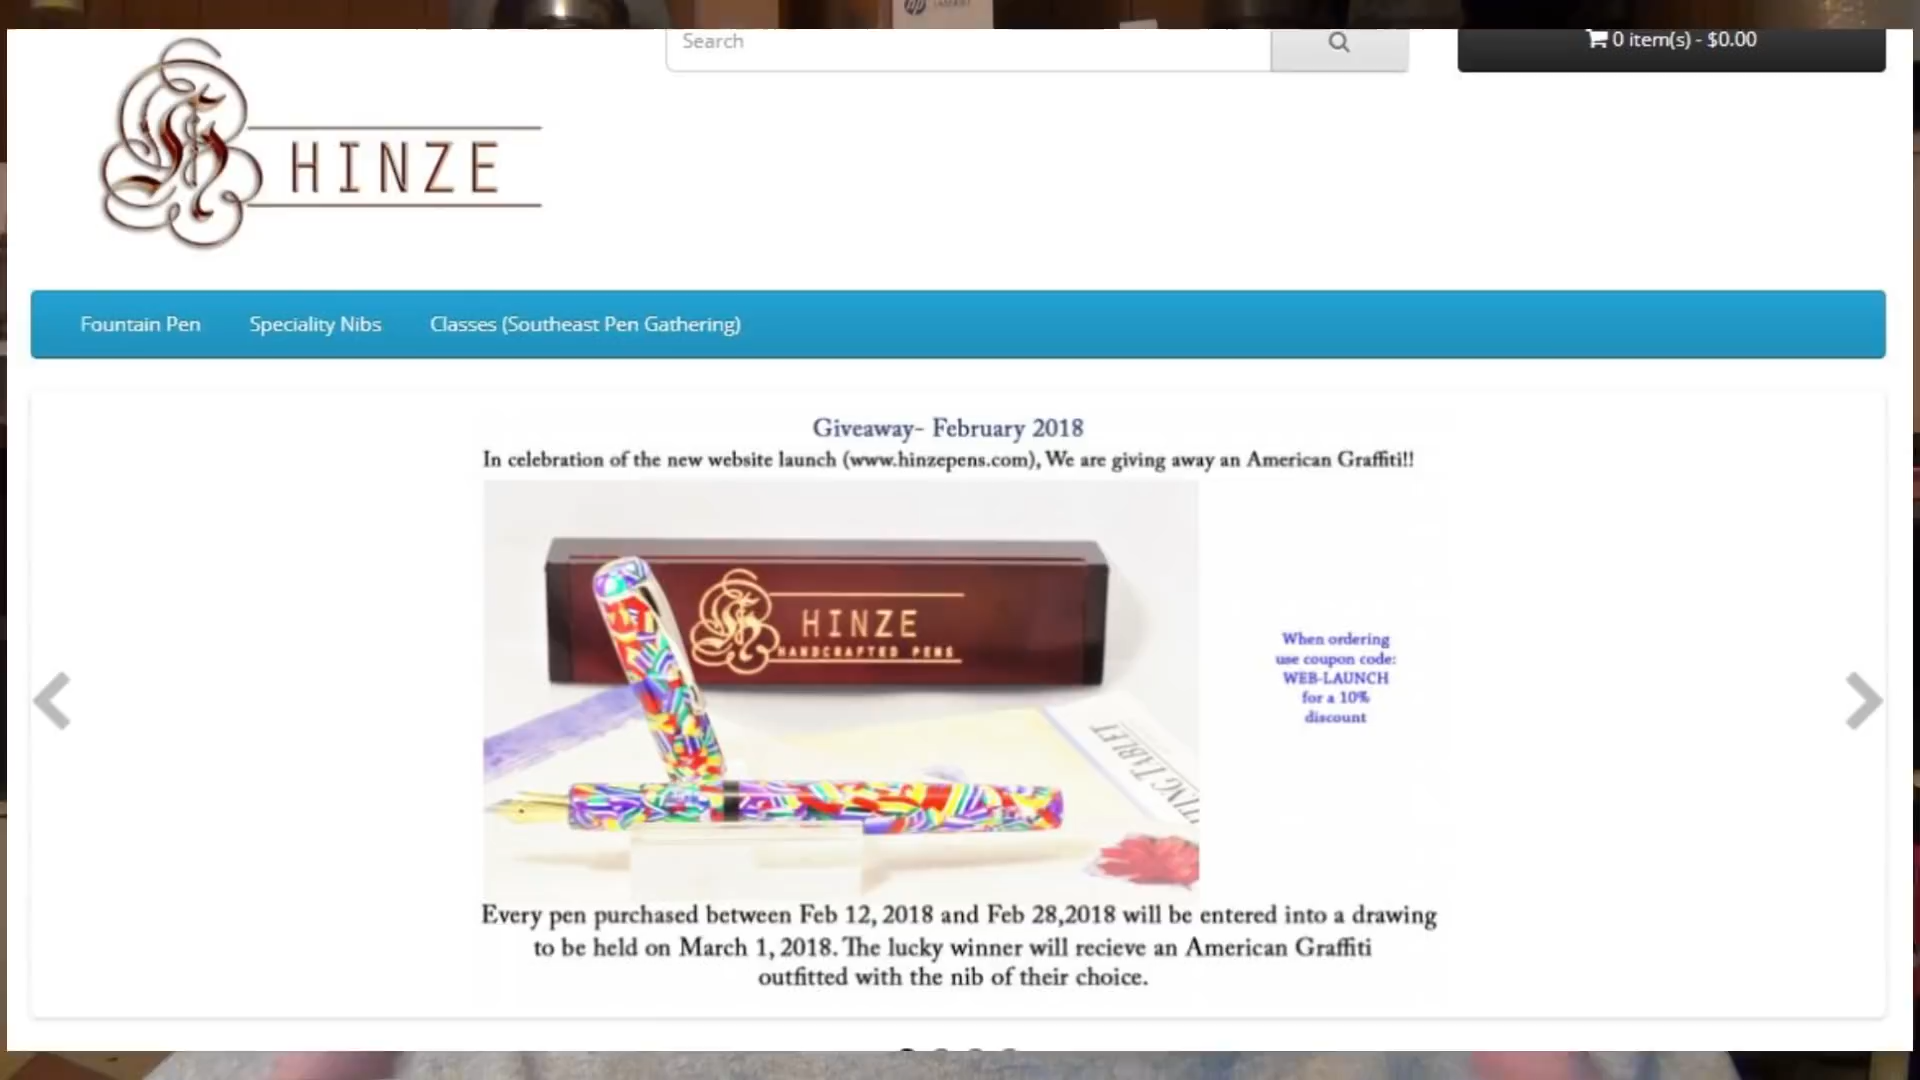 hp
Search
0 item(s) - $0.00
HINZE
Fountain Pen
Speciality Nibs
Classes (Southeast Pen Gathering)
Giveaway- February 2018
In celebration of the new website launch (www.hinzepens.com), We are giving away an American Graffiti!!
HINZE
HANDCRAFTED PENS
When ordering
use coupon code:
WEB-LAUNCH
for a 10%
discount
TING TABLET
Every pen purchased between Feb 12, 2018 and Feb 28,2018 will be entered into a drawing
to be held on March 1, 2018. The lucky winner will recieve an American Graffiti
outfitted with the nib of their choice.